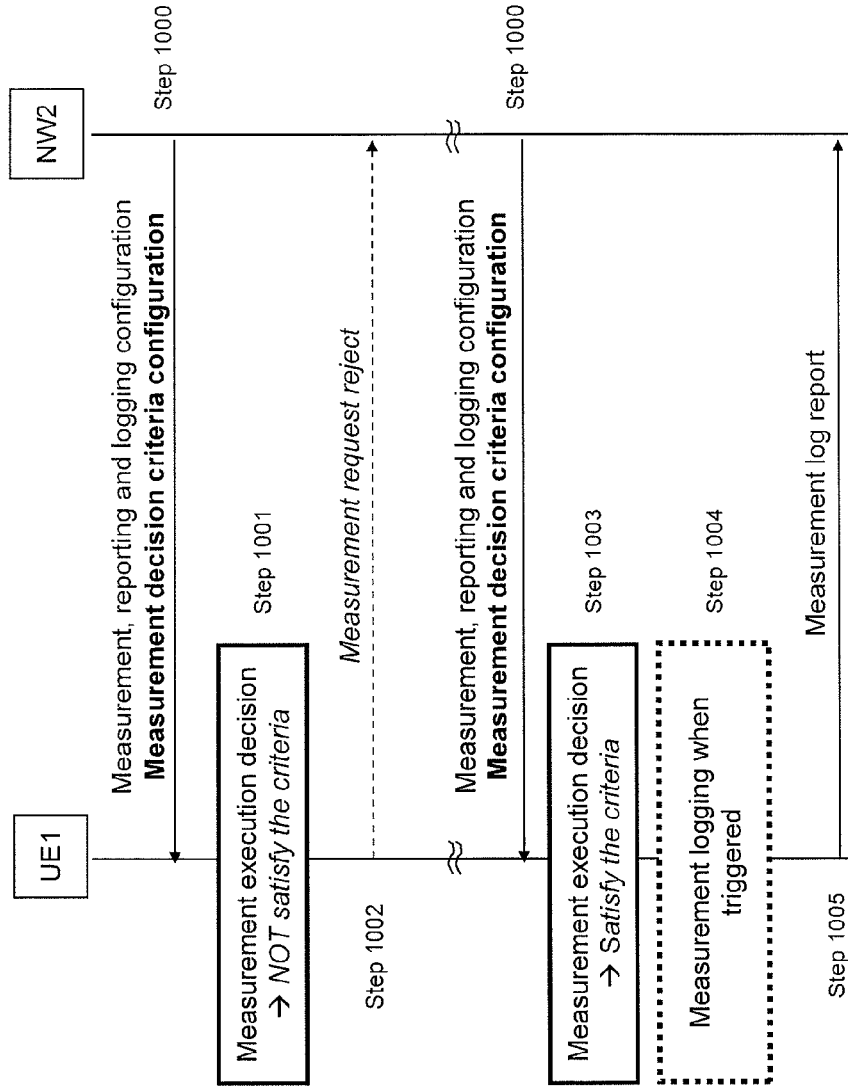 UE1
NW2
Measurement, reporting and logging configuration
Measurement decision criteria configuration
Step 1000
Measurement execution decision
→ NOT satisfy the criteria
Step 1001
Measurement request reject
Step 1002
Measurement, reporting and logging configuration
Measurement decision criteria configuration
Step 1000
Measurement execution decision
→ Satisfy the criteria
Step 1003
Measurement logging when
triggered
Step 1004
Measurement log report
Step 1005